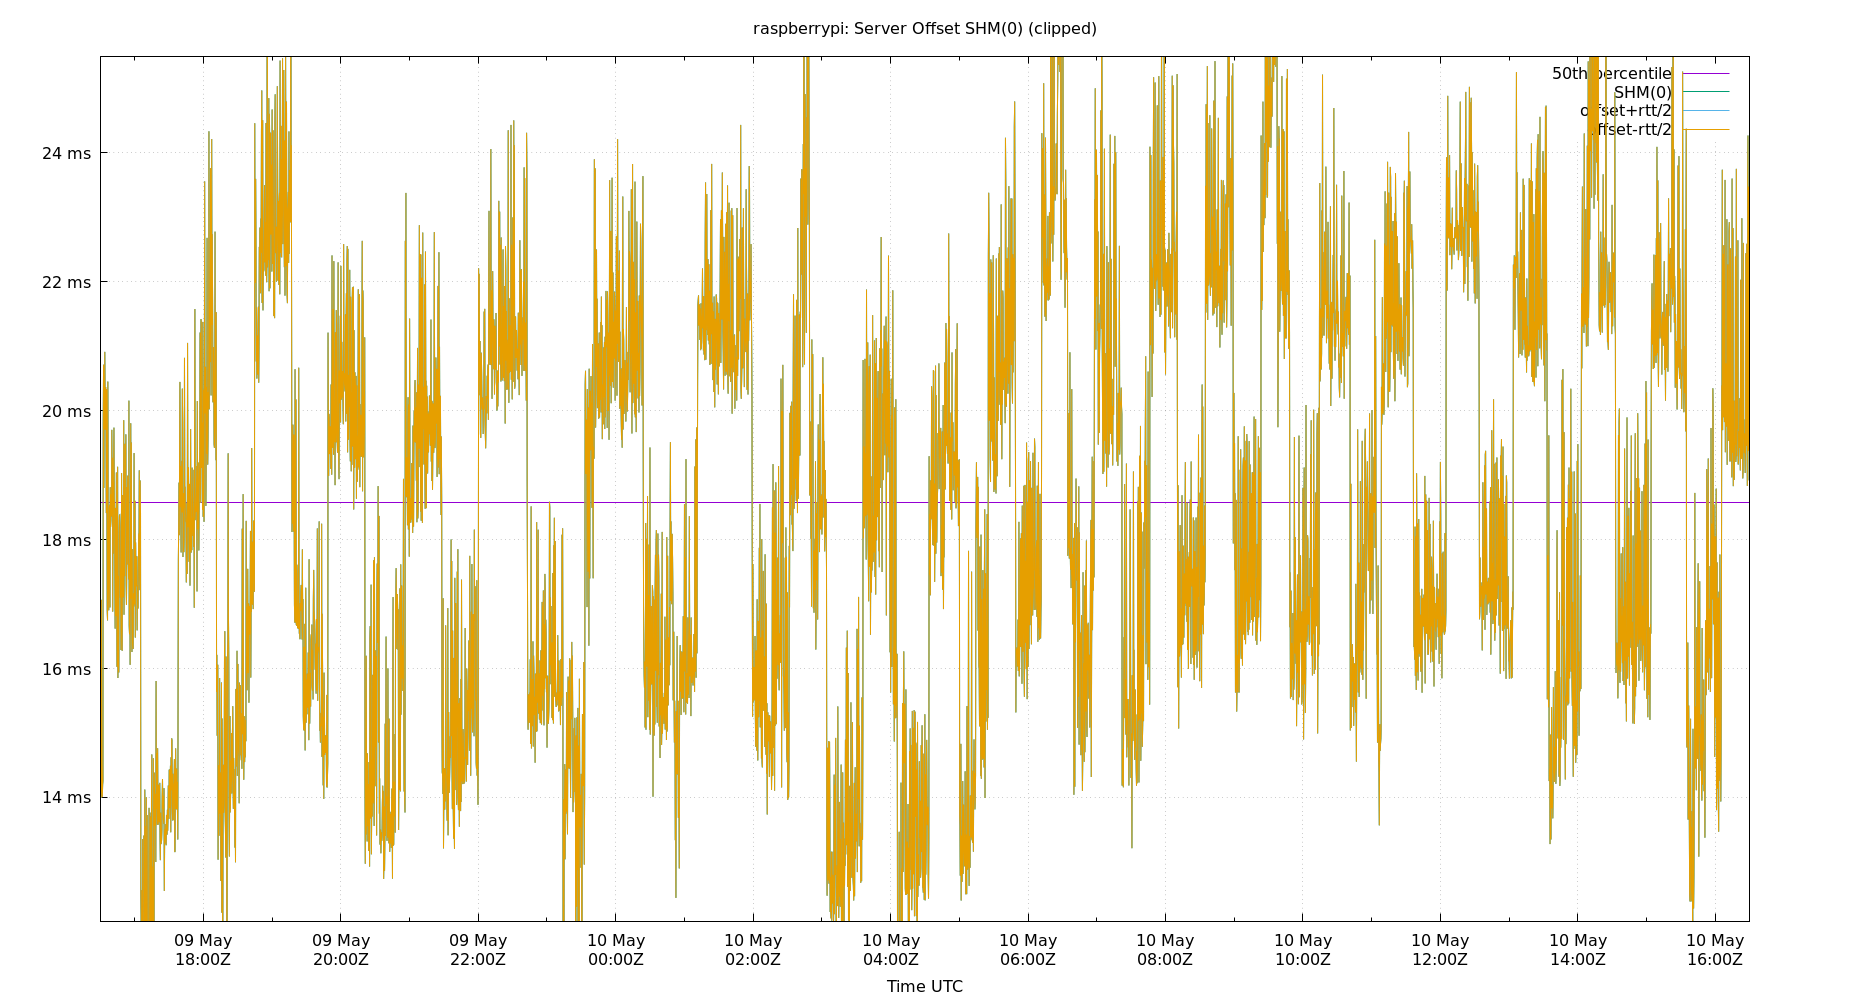 raspberrypi: Server Offset SHM(0) (clipped)
50th percentile
SHM(0)
offset+rtt/2
offset-rtt/2
24 ms
22 ms
20 ms
18 ms
16 ms
14 ms
09 May 09 May 09 May 10 May 10 May 10 May 10 May 10 May 10 May 10 May 10 May 10 May
18:00Z 20:00Z 22:00Z 00:00Z 02:00Z 04:00Z 06:00Z 08:00Z 10:00Z 12:00Z 14:00Z 16:00Z
Time UTC